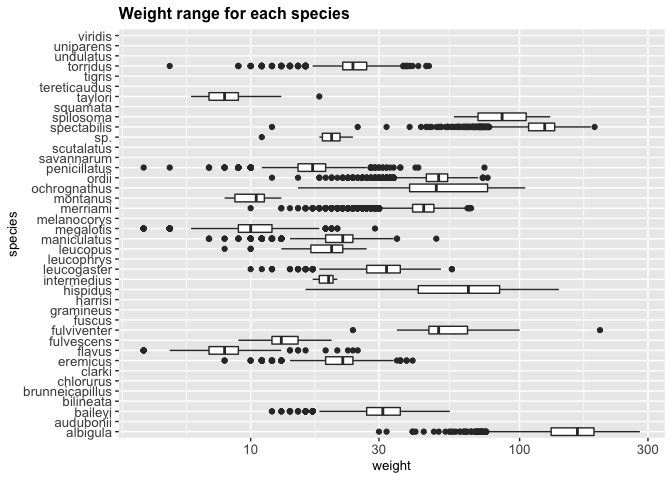 Weight range for each species
viridis
uniparens
undulatus
torridus
tigris
tereticaudus
taylori
squamata
spilosoma
spectabilis
sp.
scutalatus
savannarum
penicillatus
ordii
ochrognathus
montanus
merriami
melanocorys
megalotis
maniculatus
leucopus
leucophrys
leucogaster
intermedius
hispidus
harrisi
gramineus
fuscus
fulviventer
fulvescens
flavus
eremicus
clarki
chlorurus
brunneicapillus
bilineata
baileyi
audubonii
albigula
species
10 30 100 300
weight